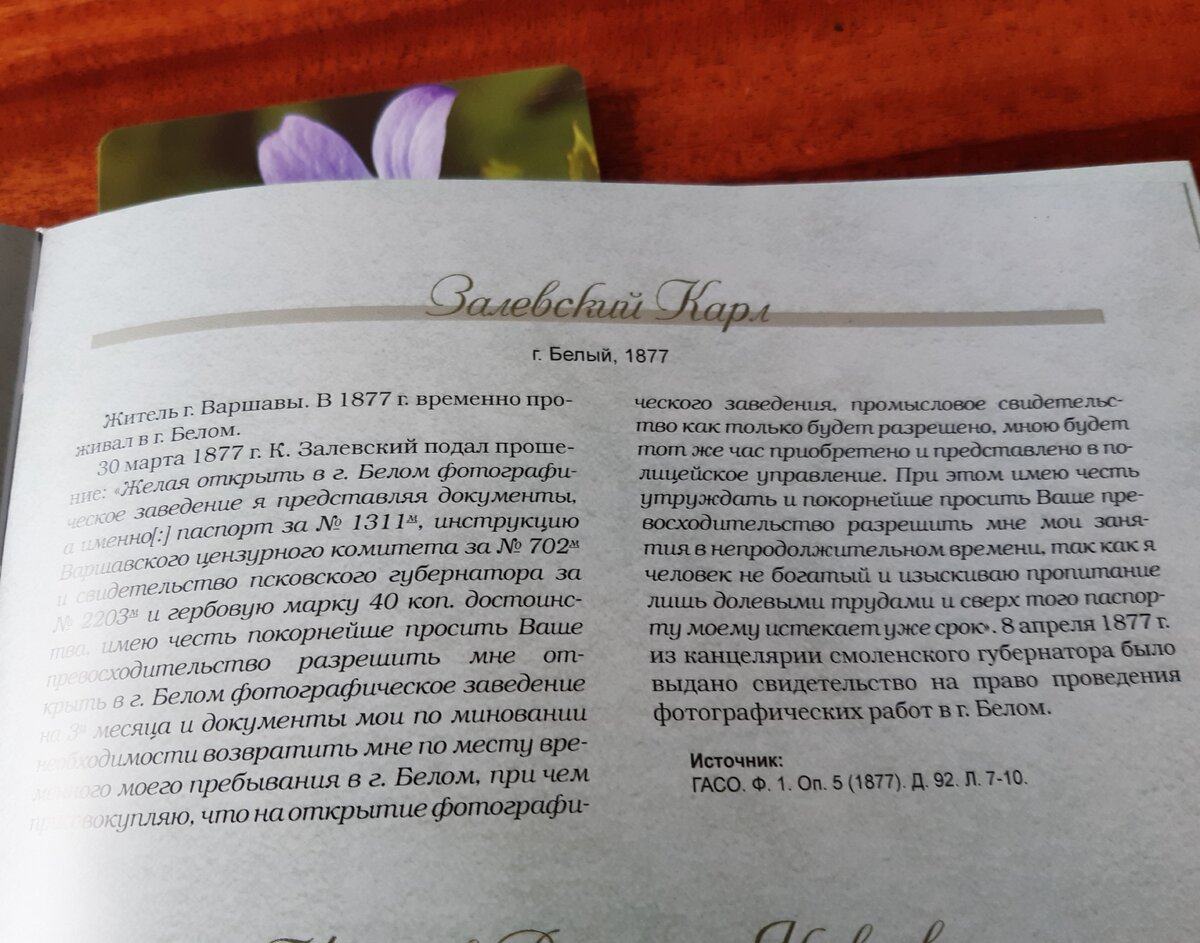 Залевский Карл
г. Белый, 1877
Житель г. Варшавы. В 1877 г. временно про-
живал в г. Белом.
30 марта 1877 г. К. Залевский подал проше-
ние: «Желая открыть в г. Белом фотографи-
ческое заведение я представляя документы,
а именно[:] паспорт за № 1311м, инструкцию
Варшавского цензурного комитета за № 702м
и свидетельство псковского губернатора за
№ 2203м и гербовую марку 40 коп. достоинс-
тва, имею честь покорнейше просить Ваше
превосходительство разрешить мне от-
крыть в г. Белом фотографическое заведение
на 3и месяца и документы мои по миновании
необходимости возвратить мне по месту вре-
менного моего пребывания в г. Белом, при чем
присовокупляю, что на открытие фотографи-
ческого заведения, промысловое свидетельс-
тво как только будет разрешено, мною будет
тот же час приобретено и представлено в по-
лицейское управление. При этом имею честь
утруждать и покорнейше просить Ваше пре-
восходительство разрешить мне мои заня-
тия в непродолжительном времени, так как я
человек не богатый и изыскиваю пропитание
лишь долевыми трудами и сверх того паспор-
ту моему истекает уже срок». 8 апреля 1877 г.
из канцелярии смоленского губернатора было
выдано свидетельство на право проведения
фотографических работ в г. Белом.
Источник:
ГАСО. Ф. 1. Оп. 5 (1877). Д. 92. Л. 7-10.